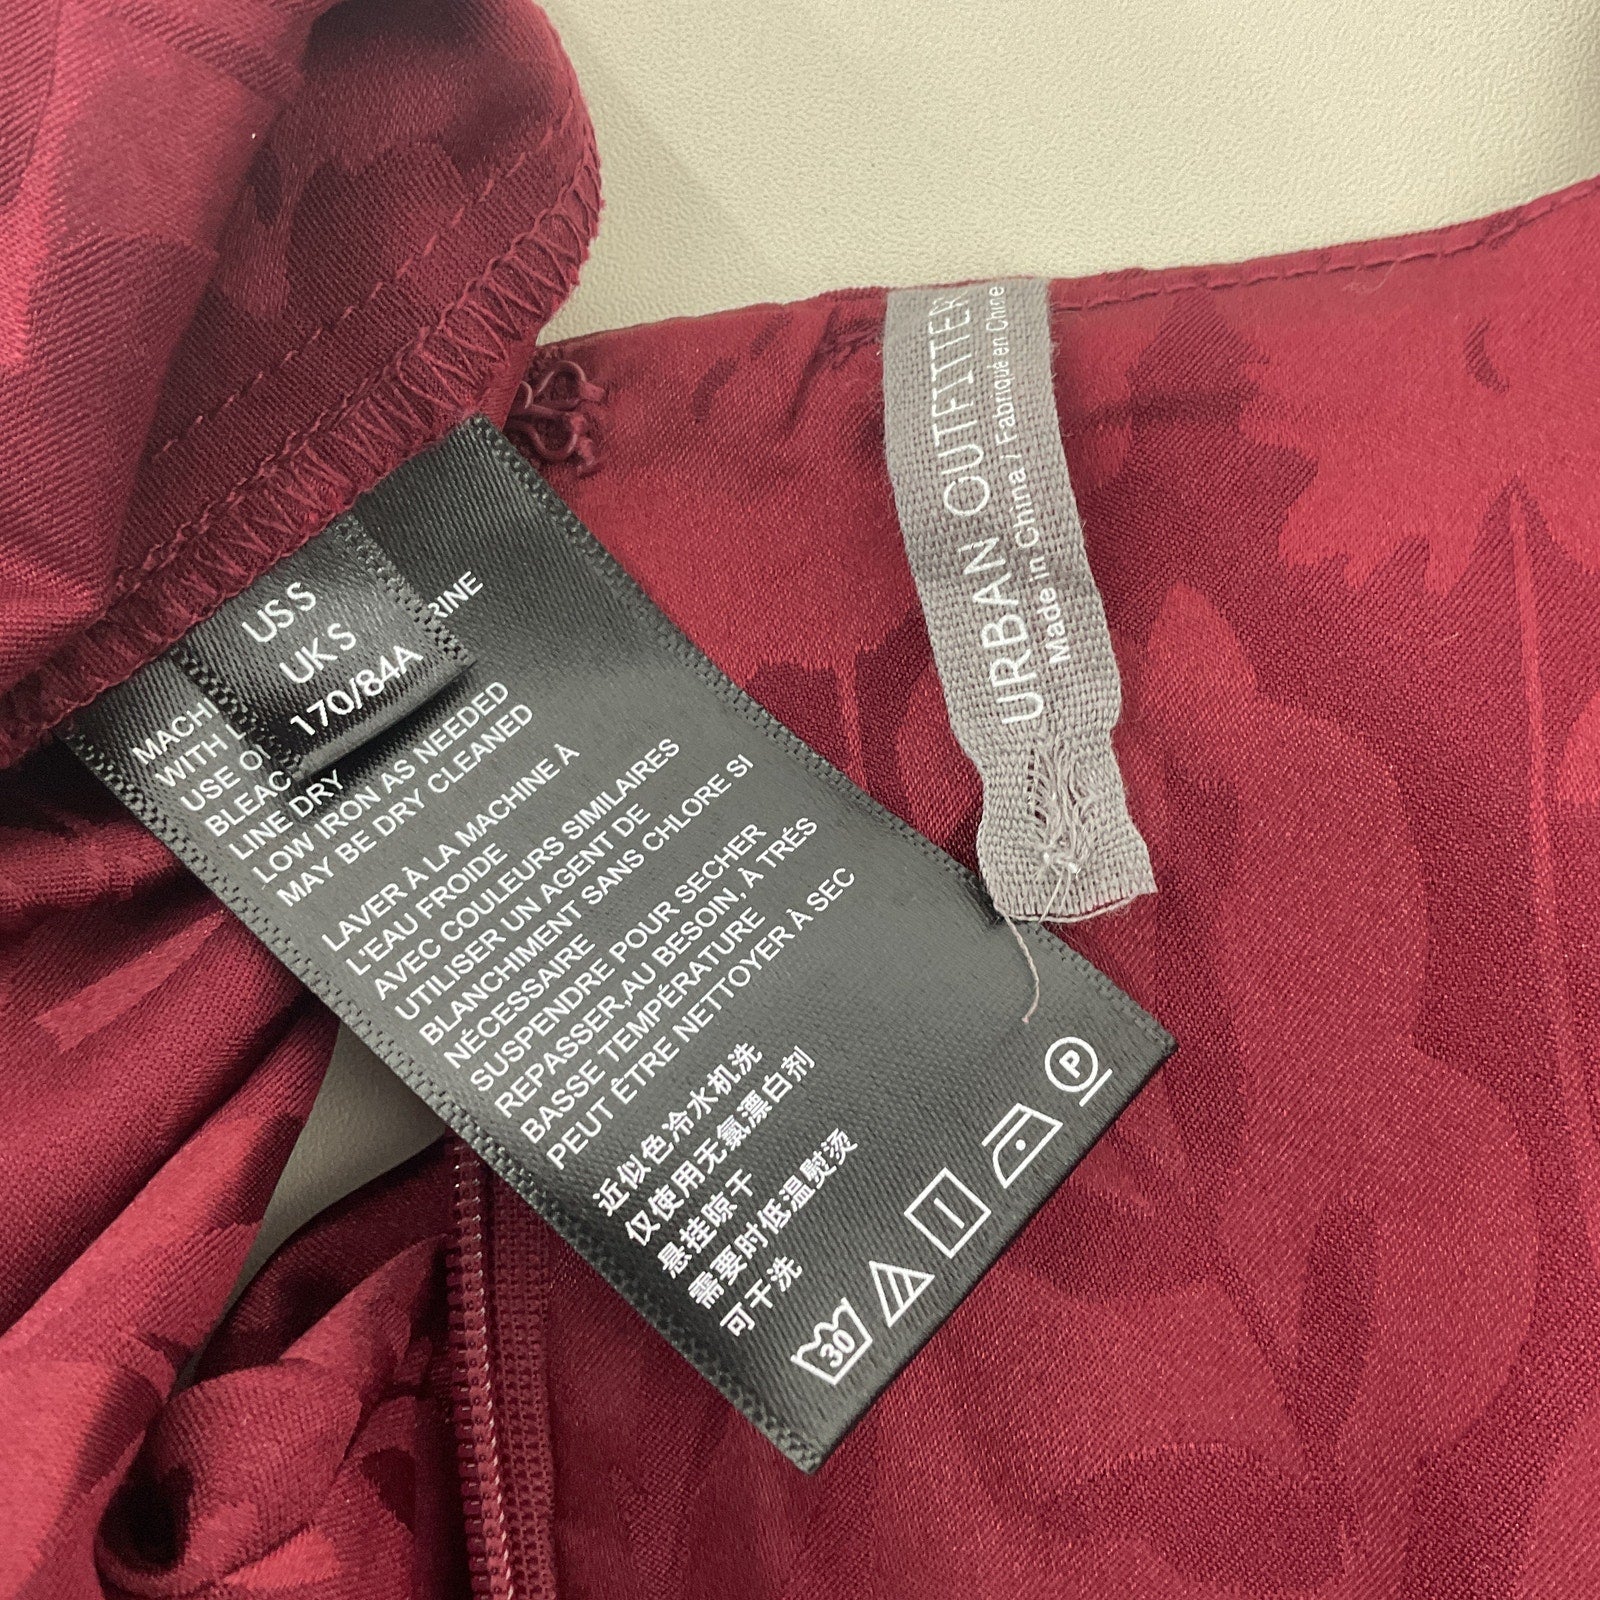 URBAN OUTFITTER
Made in China / Fabriqué en Chine
US S
UK S
170/84A
LINE DRY
LOW IRON AS NEEDED
MAY BE DRY CLEANED
LAVER À LA MACHINE À
L'EAU FROIDE
AVEC COULEURS SIMILAIRES
UTILISER UN AGENT DE
BLANCHIMENT SANS CHLORE SI
NÉCESSAIRE
SUSPENDRE POUR SECHER
REPASSER,AU BESOIN, À TRÉS
BASSE TEMPÉRATURE
PEUT ÊTRE NETTOYER À SEC
近似色冷水机洗
仅使用无氯漂白剂
悬挂晾干
需要时低温熨烫
可干洗
30
P